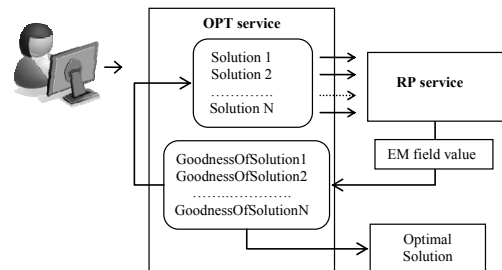 OPT service
Solution 1
Solution 2
………….
Solution N
RP service
EM field value
GoodnessOfSolution1
GoodnessOfSolution2
……...………….
GoodnessOfSolutionN
Optimal
Solution